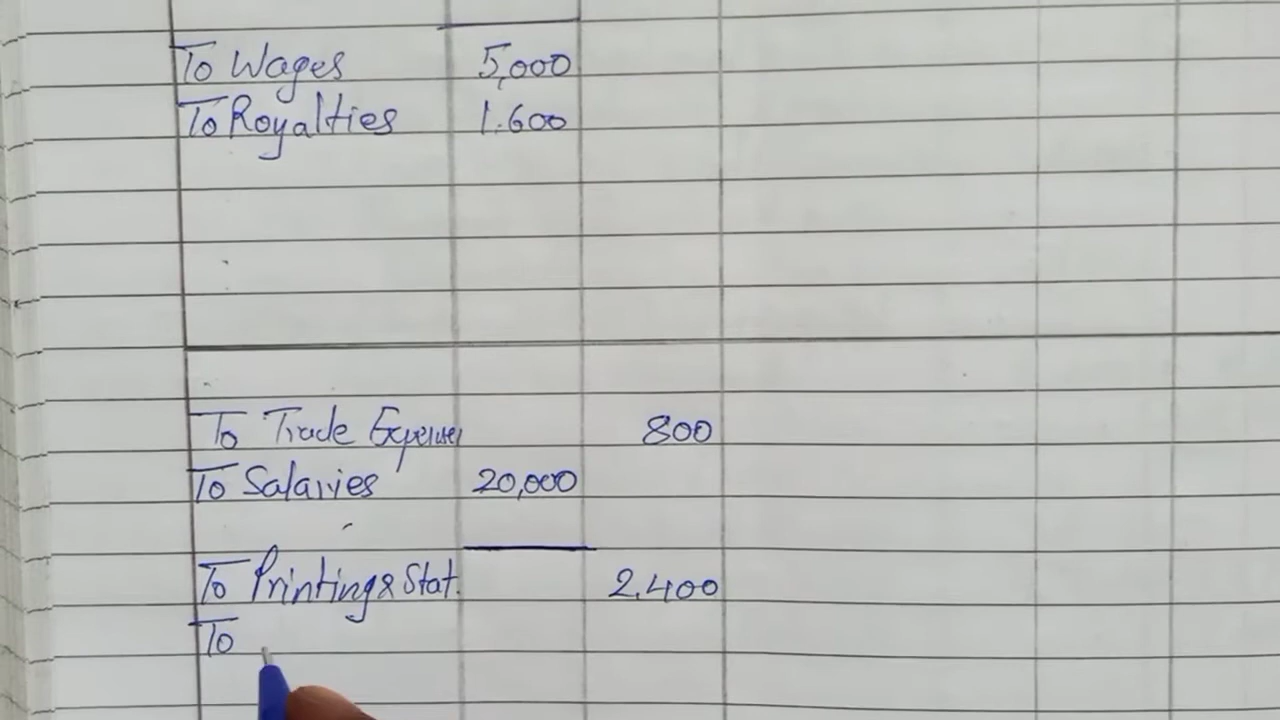 To Wages 5,000
To Royalties 1.600
To Trade Expenses 800
To Salaries 20,000
To Printing & Stat. 2,400
To